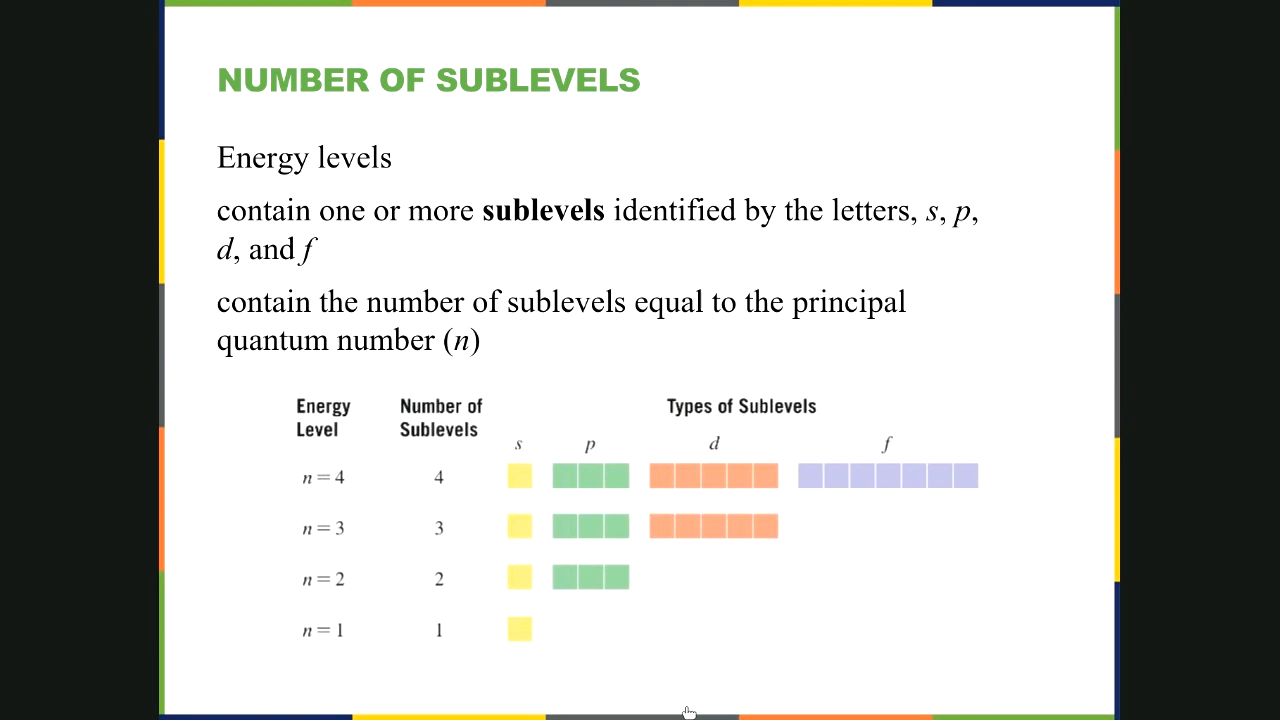 NUMBER OF SUBLEVELS
Energy levels
contain one or more sublevels identified by the letters, s, p,
d, and f
contain the number of sublevels equal to the principal
quantum number (n)
Energy Level Number of Sublevels Types of Sublevels
s p d f
n = 4 4
n = 3 3
n = 2 2
n = 1 1